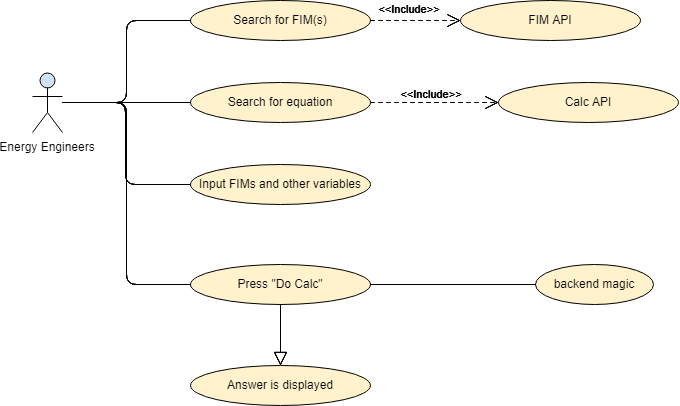 Search for FIM(s)
<<Include>>
FIM API
Search for equation
<<Include>>
Calc API
Energy Engineers
Input FIMs and other variables
Press "Do Calc"
backend magic
Answer is displayed